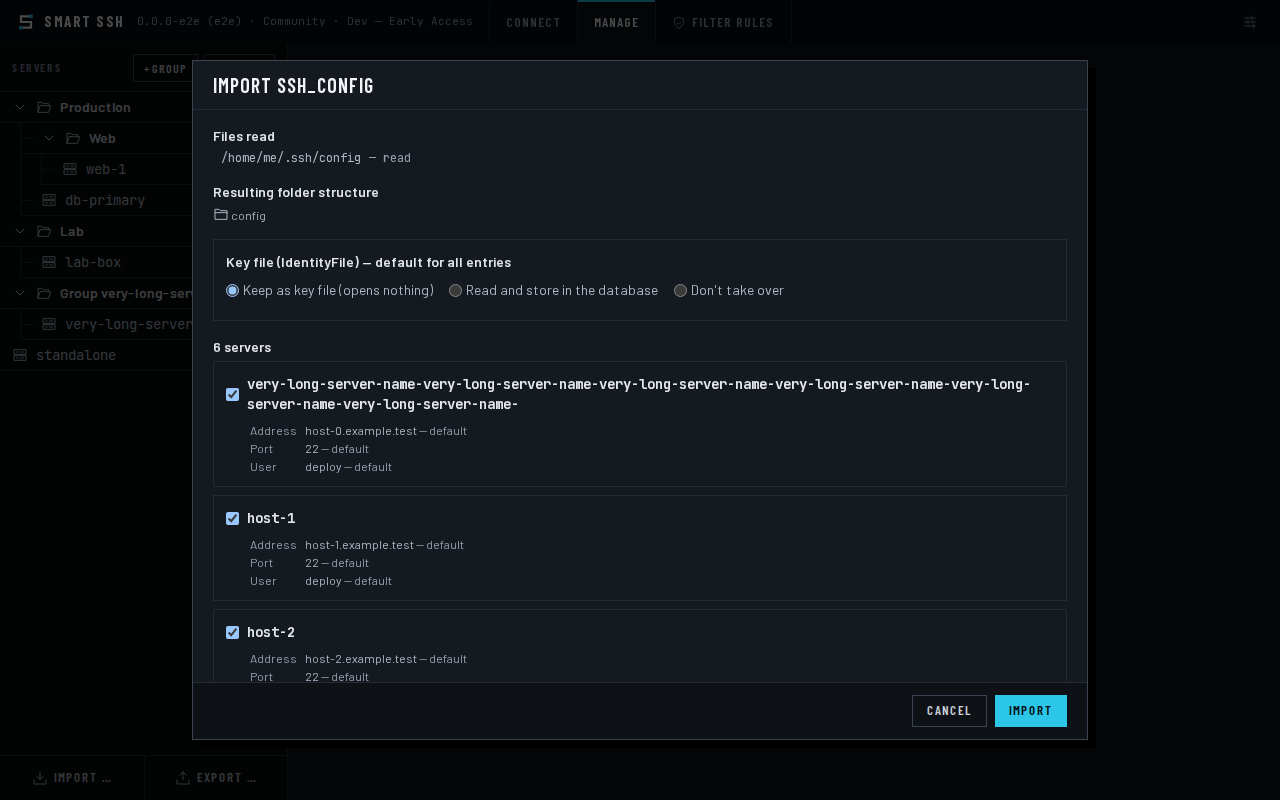 SMART SSH 0.0.0-e2e (e2e) · Community · Dev — Early Access CONNECT MANAGE FILTER RULES
SERVERS +GROUP
Production
Web
web-1
db-primary
Lab
lab-box
Group very-long-ser
very-long-server
standalone
IMPORT … EXPORT …
IMPORT SSH_CONFIG
Files read
/home/me/.ssh/config — read
Resulting folder structure
config
Key file (IdentityFile) — default for all entries
Keep as key file (opens nothing) Read and store in the database Don't take over
6 servers
very-long-server-name-very-long-server-name-very-long-server-name-very-long-server-name-very-long-
server-name-very-long-server-name-
Address host-0.example.test — default
Port 22 — default
User deploy — default
host-1
Address host-1.example.test — default
Port 22 — default
User deploy — default
host-2
Address host-2.example.test — default
Port 22 — default
CANCEL IMPORT